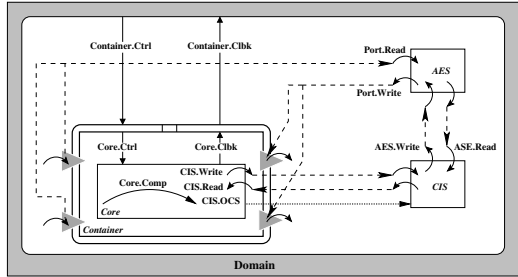 Container.Ctrl Container.Clbk
Port.Read
AES
Port.Write
Core.Ctrl Core.Clbk
AES.Write ASE.Read
CIS.Write
Core.Comp CIS.Read
CIS
CIS.OCS
Core
Container
Domain